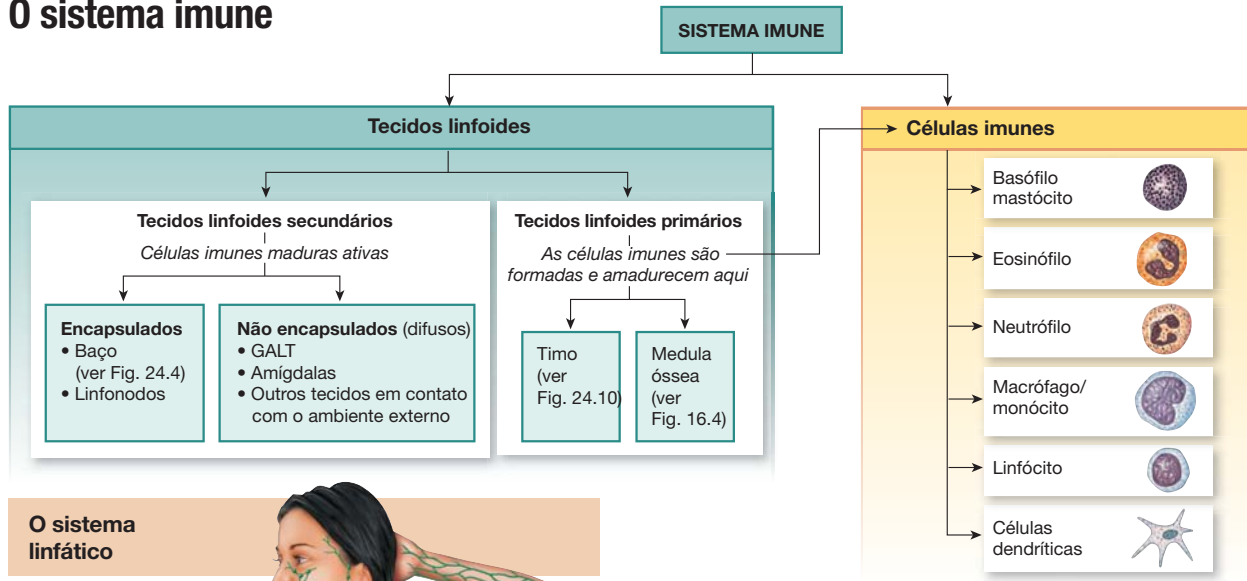 O sistema imune
SISTEMA IMUNE
Tecidos linfoides
Tecidos linfoides secundários
Células imunes maduras ativas
Encapsulados
• Baço
(ver Fig. 24.4)
• Linfonodos
Não encapsulados (difusos)
• GALT
• Amígdalas
• Outros tecidos em contato
com o ambiente externo
Tecidos linfoides primários
As células imunes são
formadas e amadurecem aqui
Timo
(ver
Fig. 24.10)
Medula
óssea
(ver
Fig. 16.4)
Células imunes
Basófilo
mastócito
Eosinófilo
Neutrófilo
Macrófago/
monócito
Linfócito
Células
dendríticas
O sistema
linfático